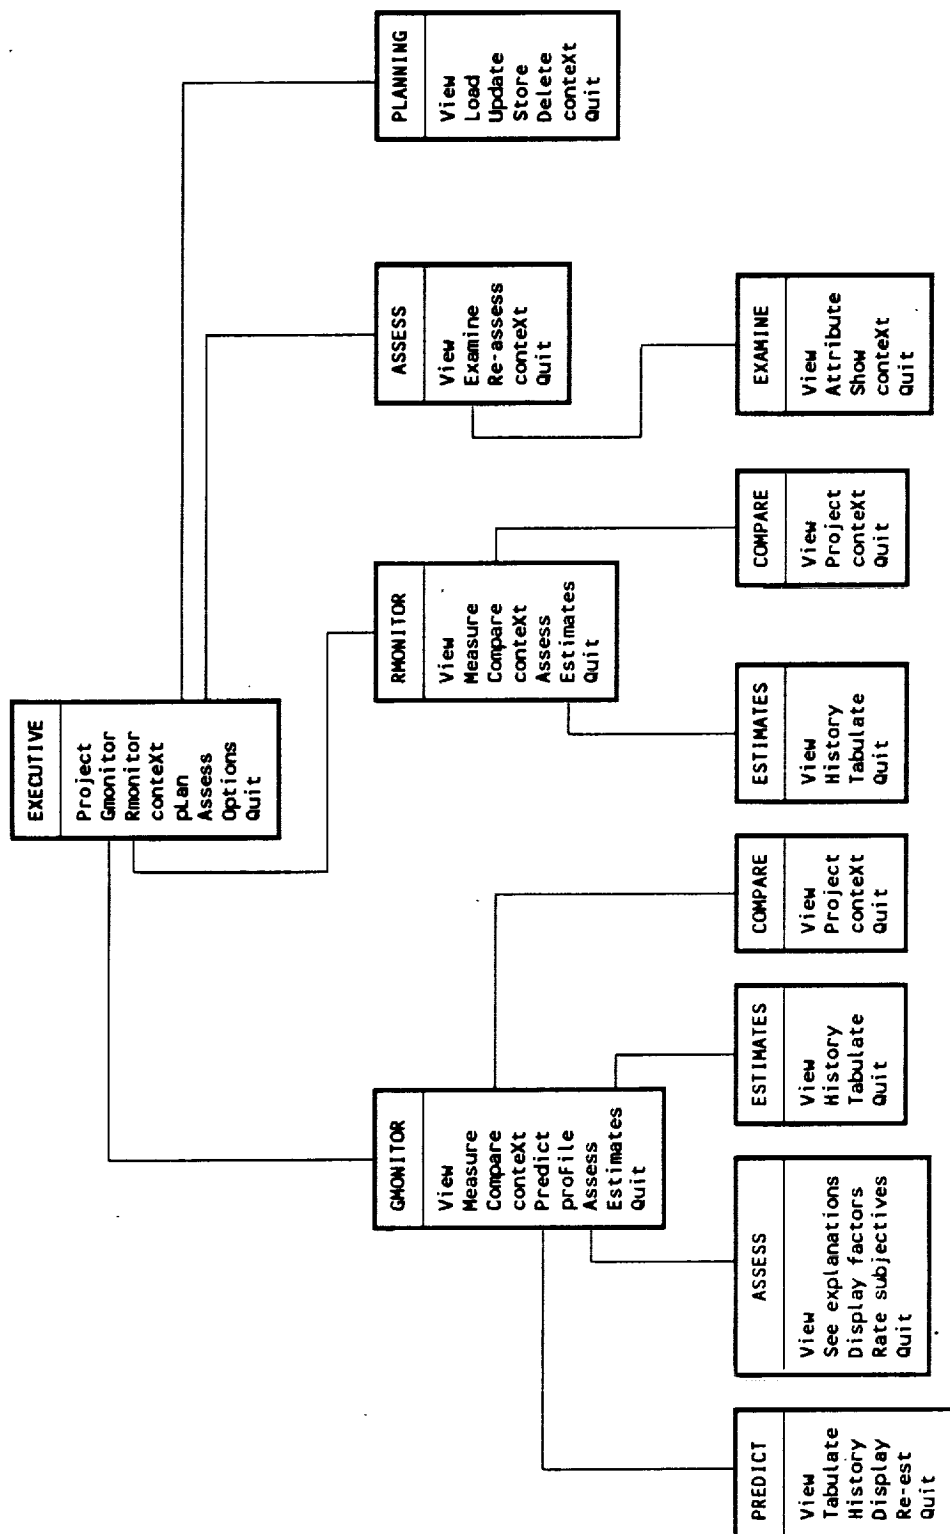 EXECUTIVE
Project
Gmonitor
Rmonitor
conteXt
pLan
Assess
Options
Quit
GMONITOR
View
Measure
Compare
conteXt
Predict
proFile
Assess
Estimates
Quit
RMONITOR
View
Measure
Compare
conteXt
Assess
Estimates
Quit
ASSESS
View
Examine
Re-assess
conteXt
Quit
PLANNING
View
Load
Update
Store
Delete
conteXt
Quit
PREDICT
View
Tabulate
History
Display
Re-est
Quit
ASSESS
View
See explanations
Display factors
Rate subjectives
Quit
ESTIMATES
View
History
Tabulate
Quit
COMPARE
View
Project
conteXt
Quit
ESTIMATES
View
History
Tabulate
Quit
COMPARE
View
Project
conteXt
Quit
EXAMINE
View
Attribute
Show
conteXt
Quit